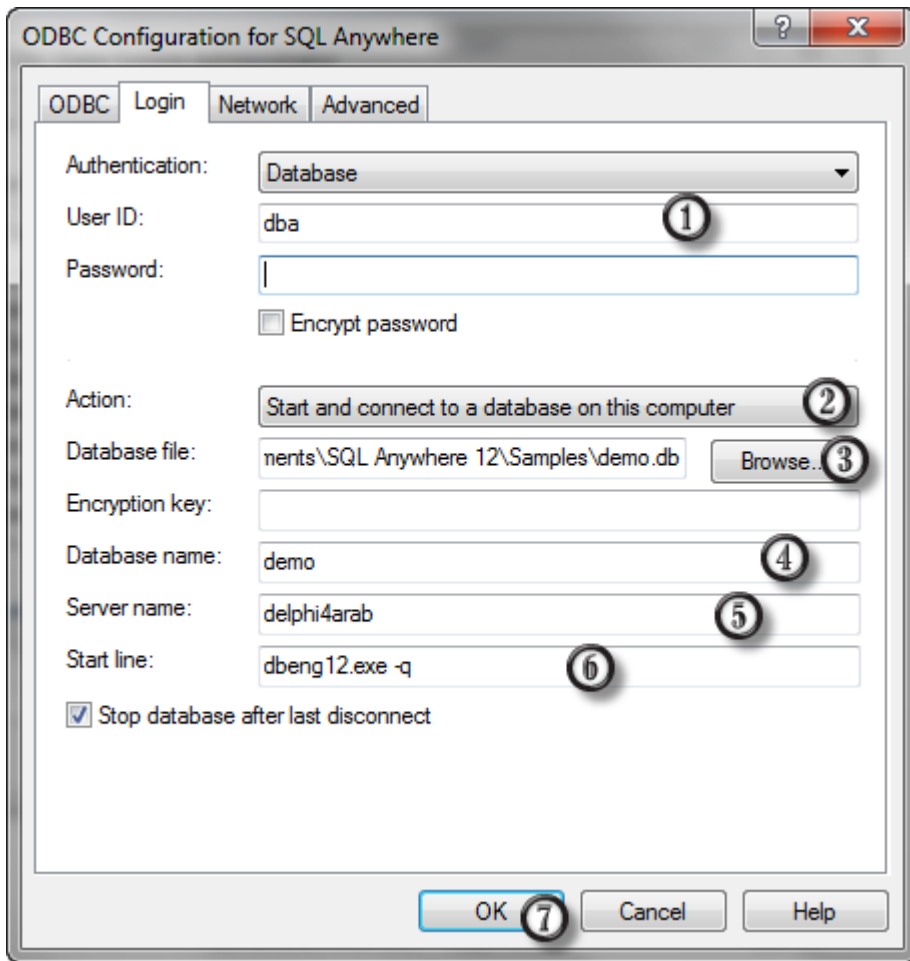 ODBC Configuration for SQL Anywhere
ODBC Login Network Advanced
Authentication: Database
User ID: dba ①
Password:
Encrypt password
Action: Start and connect to a database on this computer ②
Database file: ments\SQL Anywhere 12\Samples\demo.db Browse.. ③
Encryption key:
Database name: demo ④
Server name: delphi4arab ⑤
Start line: dbeng12.exe -q ⑥
Stop database after last disconnect
OK ⑦ Cancel Help